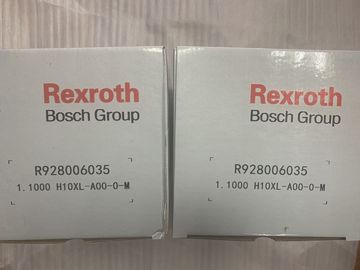 Rexroth
Bosch Group
R928006035
1.1000 H10XL-A00-0-M
Rexroth
Bosch Group
R928006035
1.1000 H10XL-A00-0-M